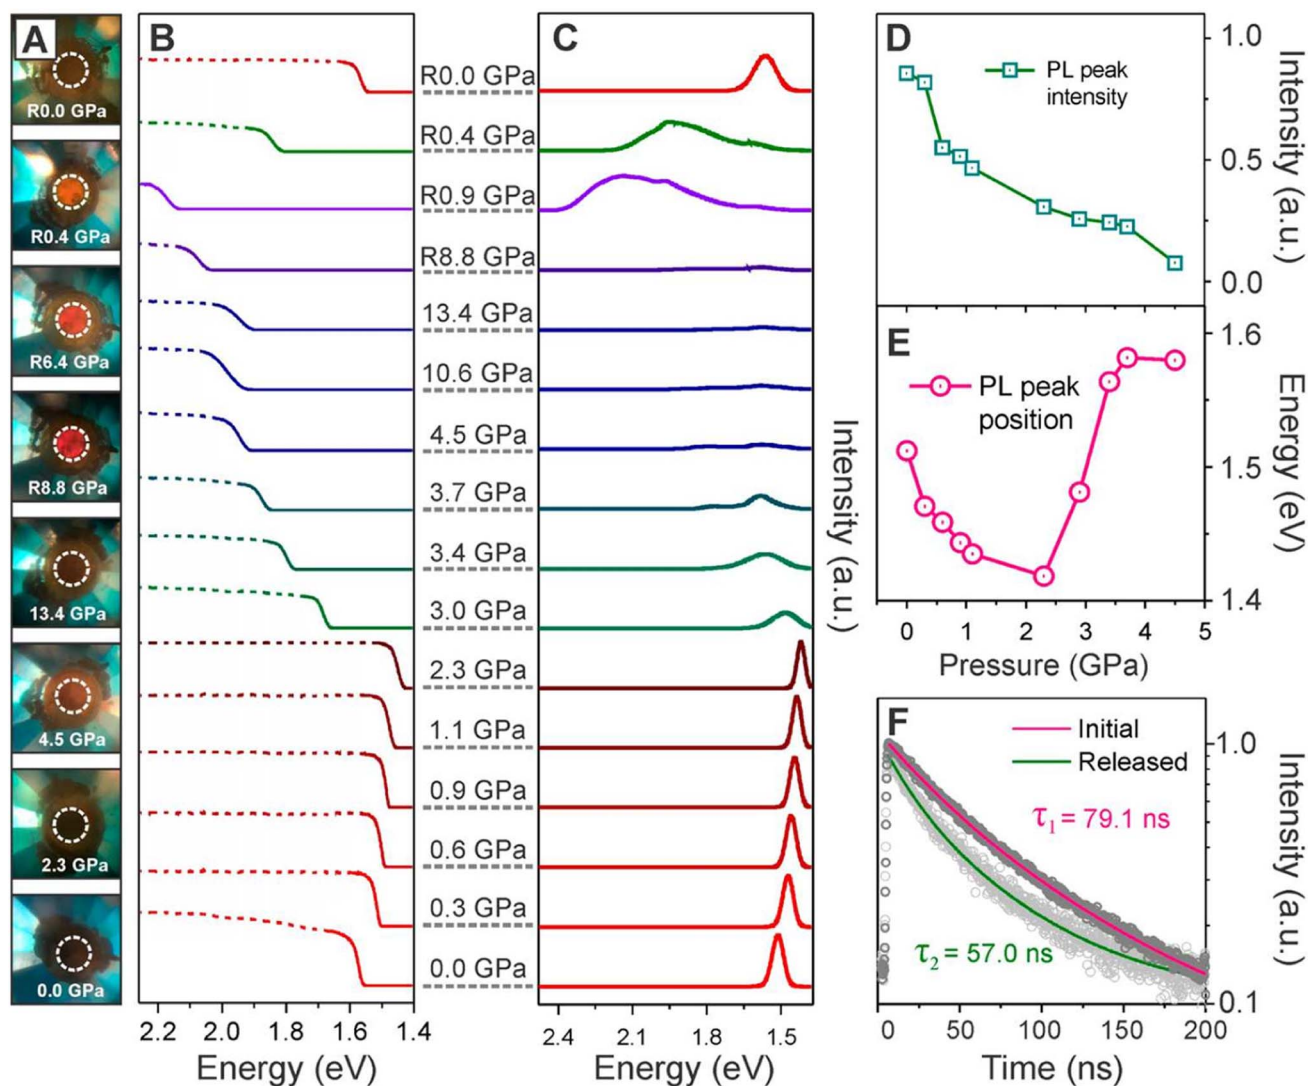 A
R0.0 GPa
R0.4 GPa
R6.4 GPa
R8.8 GPa
13.4 GPa
4.5 GPa
2.3 GPa
0.0 GPa
B
2.2 2.0 1.8 1.6 1.4
Energy (eV)
R0.0 GPa
R0.4 GPa
R0.9 GPa
R8.8 GPa
13.4 GPa
10.6 GPa
4.5 GPa
3.7 GPa
3.4 GPa
3.0 GPa
2.3 GPa
1.1 GPa
0.9 GPa
0.6 GPa
0.3 GPa
0.0 GPa
C
2.4 2.1 1.8 1.5
Energy (eV)
Intensity (a.u.)
D
PL peak
intensity
1.0
0.5
0.0
Intensity (a.u.)
E
PL peak
position
1.6
1.5
1.4
Energy (eV)
0 1 2 3 4 5
Pressure (GPa)
F
Initial
Released
τ1 = 79.1 ns
τ2 = 57.0 ns
1.0
0.1
Intensity (a.u.)
0 50 100 150 200
Time (ns)